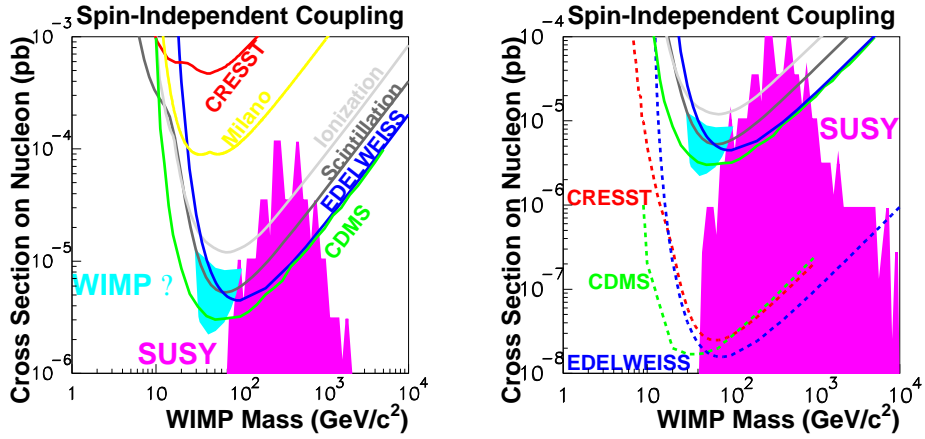 Spin-Independent Coupling
Cross Section on Nucleon (pb)
10⁻³
10⁻⁴
10⁻⁵
10⁻⁶
CRESST
Milano
Ionization
Scintillation
EDELWEISS
CDMS
WIMP ?
SUSY
1
10
10²
10³
10⁴
WIMP Mass (GeV/c²)
Spin-Independent Coupling
Cross Section on Nucleon (pb)
10⁻⁴
10⁻⁵
10⁻⁶
10⁻⁷
10⁻⁸
SUSY
CRESST
CDMS
EDELWEISS
1
10
10²
10³
10⁴
WIMP Mass (GeV/c²)